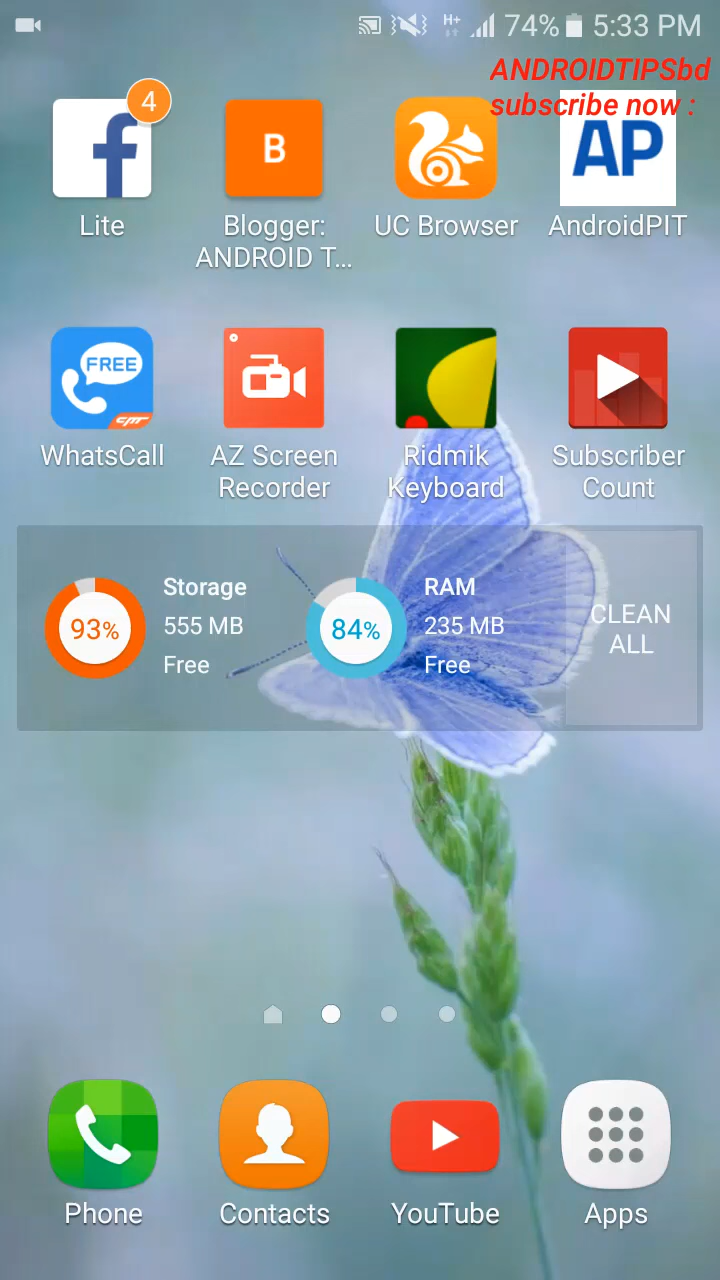 H+ 74% 5:33 PM
ANDROIDTIPSbd
subscribe now :
4
f
B
AP
Lite
Blogger:
ANDROID T...
UC Browser
AndroidPIT
FREE
CM
WhatsCall
AZ Screen
Recorder
Ridmik
Keyboard
Subscriber
Count
93%
Storage
555 MB
Free
84%
RAM
235 MB
Free
CLEAN
ALL
Phone
Contacts
YouTube
Apps